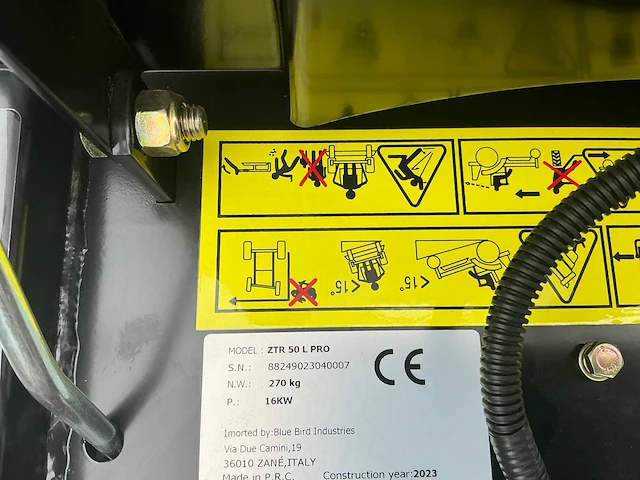 <15°
<15°
MODEL : ZTR 50 L PRO
S.N.: 88249023040007
N.W.: 270 kg
P.: 16KW
CE
Imorted by:Blue Bird Industries
Via Due Camini,19
36010 ZANÉ,ITALY
Made in P.R.C. Construction year:2023